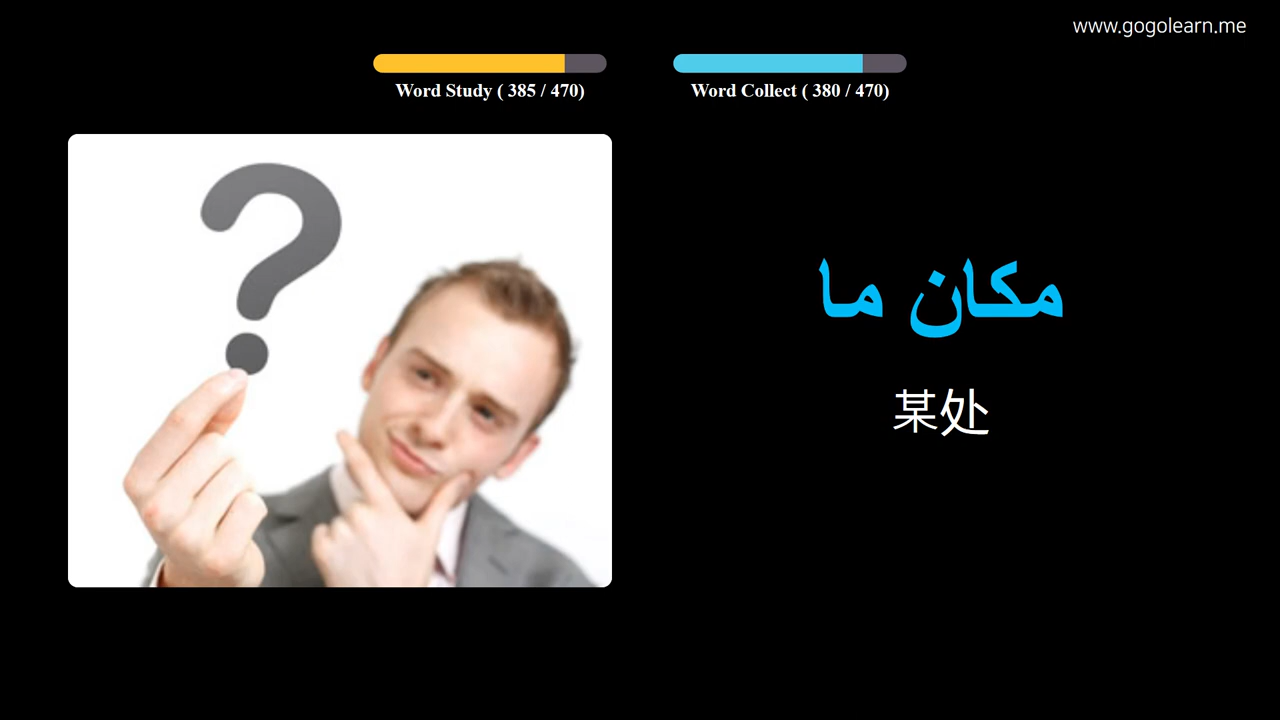 www.gogolearn.me
Word Study ( 385 / 470)
Word Collect ( 380 / 470)
?
مكان ما
某处